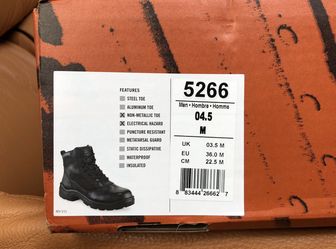 FEATURES
STEEL TOE
ALUMINUM TOE
NON-METALLIC TOE
ELECTRICAL HAZARD
PUNCTURE RESISTANT
METATARSAL GUARD
STATIC DISSIPATIVE
WATERPROOF
INSULATED
5266
Men • Hombre • Homme
04.5
M
UK 03.5 M
EU 36.0 M
CM 22.5 M
8 83444 26662 7